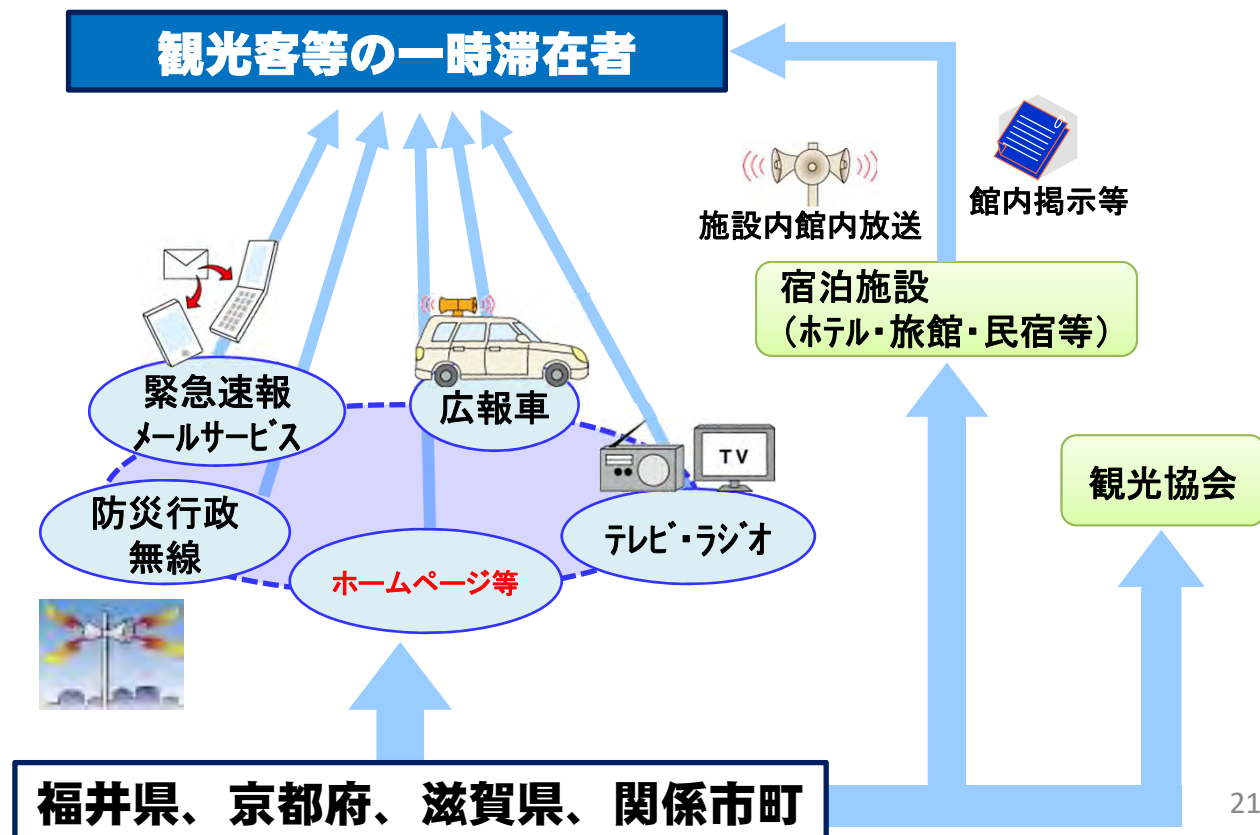 観光客等の一時滞在者
施設内館内放送
館内掲示等
宿泊施設
（ﾎﾃﾙ・旅館・民宿等）
緊急速報
ﾒｰﾙｻｰﾋﾞｽ
広報車
TV
観光協会
防災行政
無線
ﾃﾚﾋﾞ・ﾗｼﾞｵ
ホームページ等
福井県、京都府、滋賀県、関係市町
21